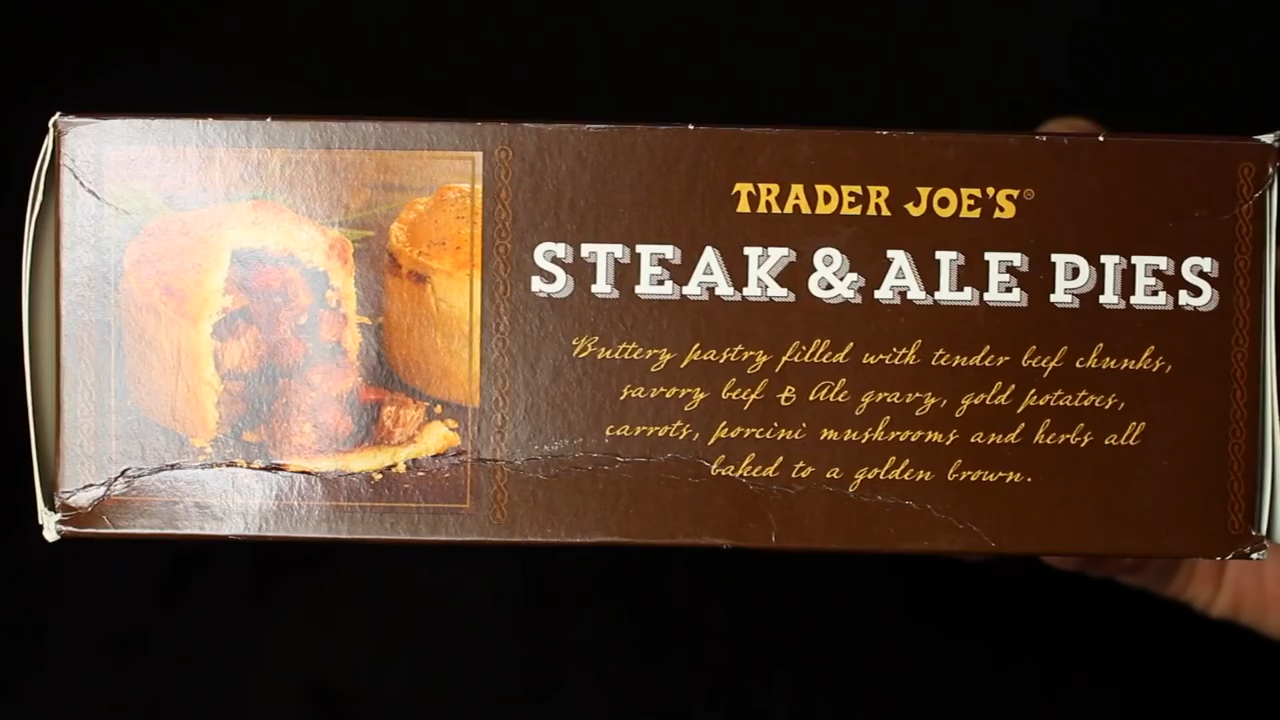 TRADER JOE'S®
STEAK & ALE PIES
Buttery pastry filled with tender beef chunks,
savory beef & Ale gravy, gold potatoes,
carrots, porcini mushrooms and herbs all
baked to a golden brown.